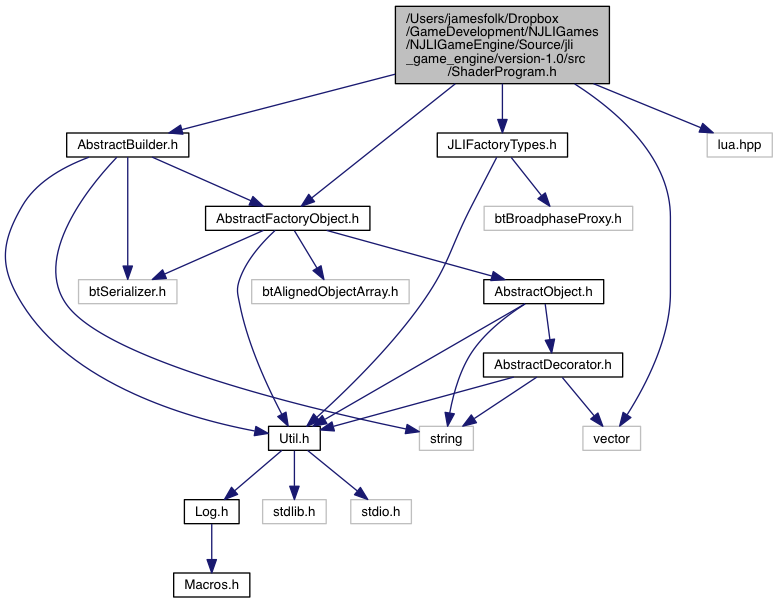 /Users/jamesfolk/Dropbox
/GameDevelopment/NJLIGames
/NJLIGameEngine/Source/jli
_game_engine/version-1.0/src
/ShaderProgram.h
AbstractBuilder.h
JLIFactoryTypes.h
lua.hpp
AbstractFactoryObject.h
btBroadphaseProxy.h
btSerializer.h
btAlignedObjectArray.h
AbstractObject.h
AbstractDecorator.h
Util.h
string
vector
Log.h
stdlib.h
stdio.h
Macros.h